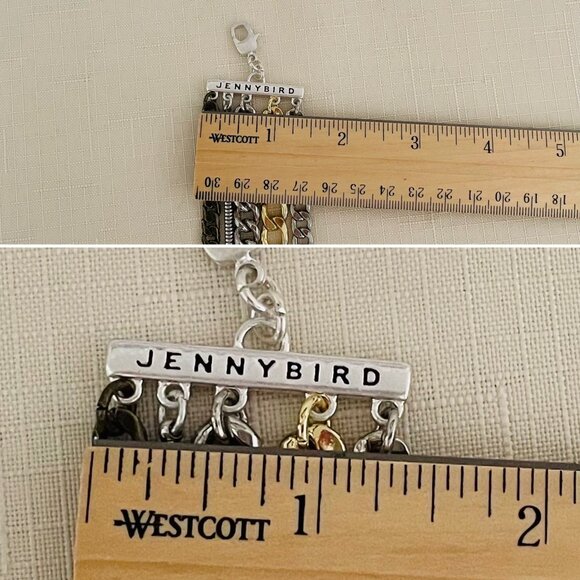 JENNYBIRD
WESTCOTT 1 2 3 4 5
30 29 28 27 26 25 24 23 22 21 20 19 18
JENNYBIRD
WESTCOTT 1 2